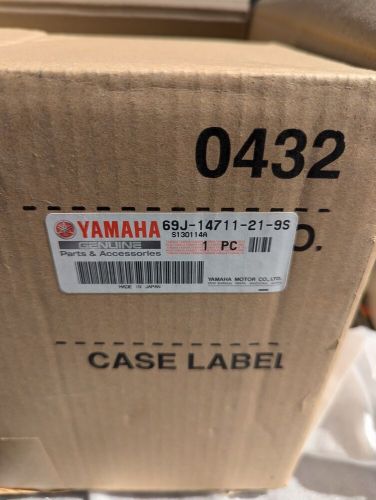 0432
YAMAHA 69J-14711-21-9S
GENUINE S130114A
Parts & Accessories 1 PC
O.
MADE IN JAPAN YAMAHA MOTOR CO., LTD.
CASE LABEL